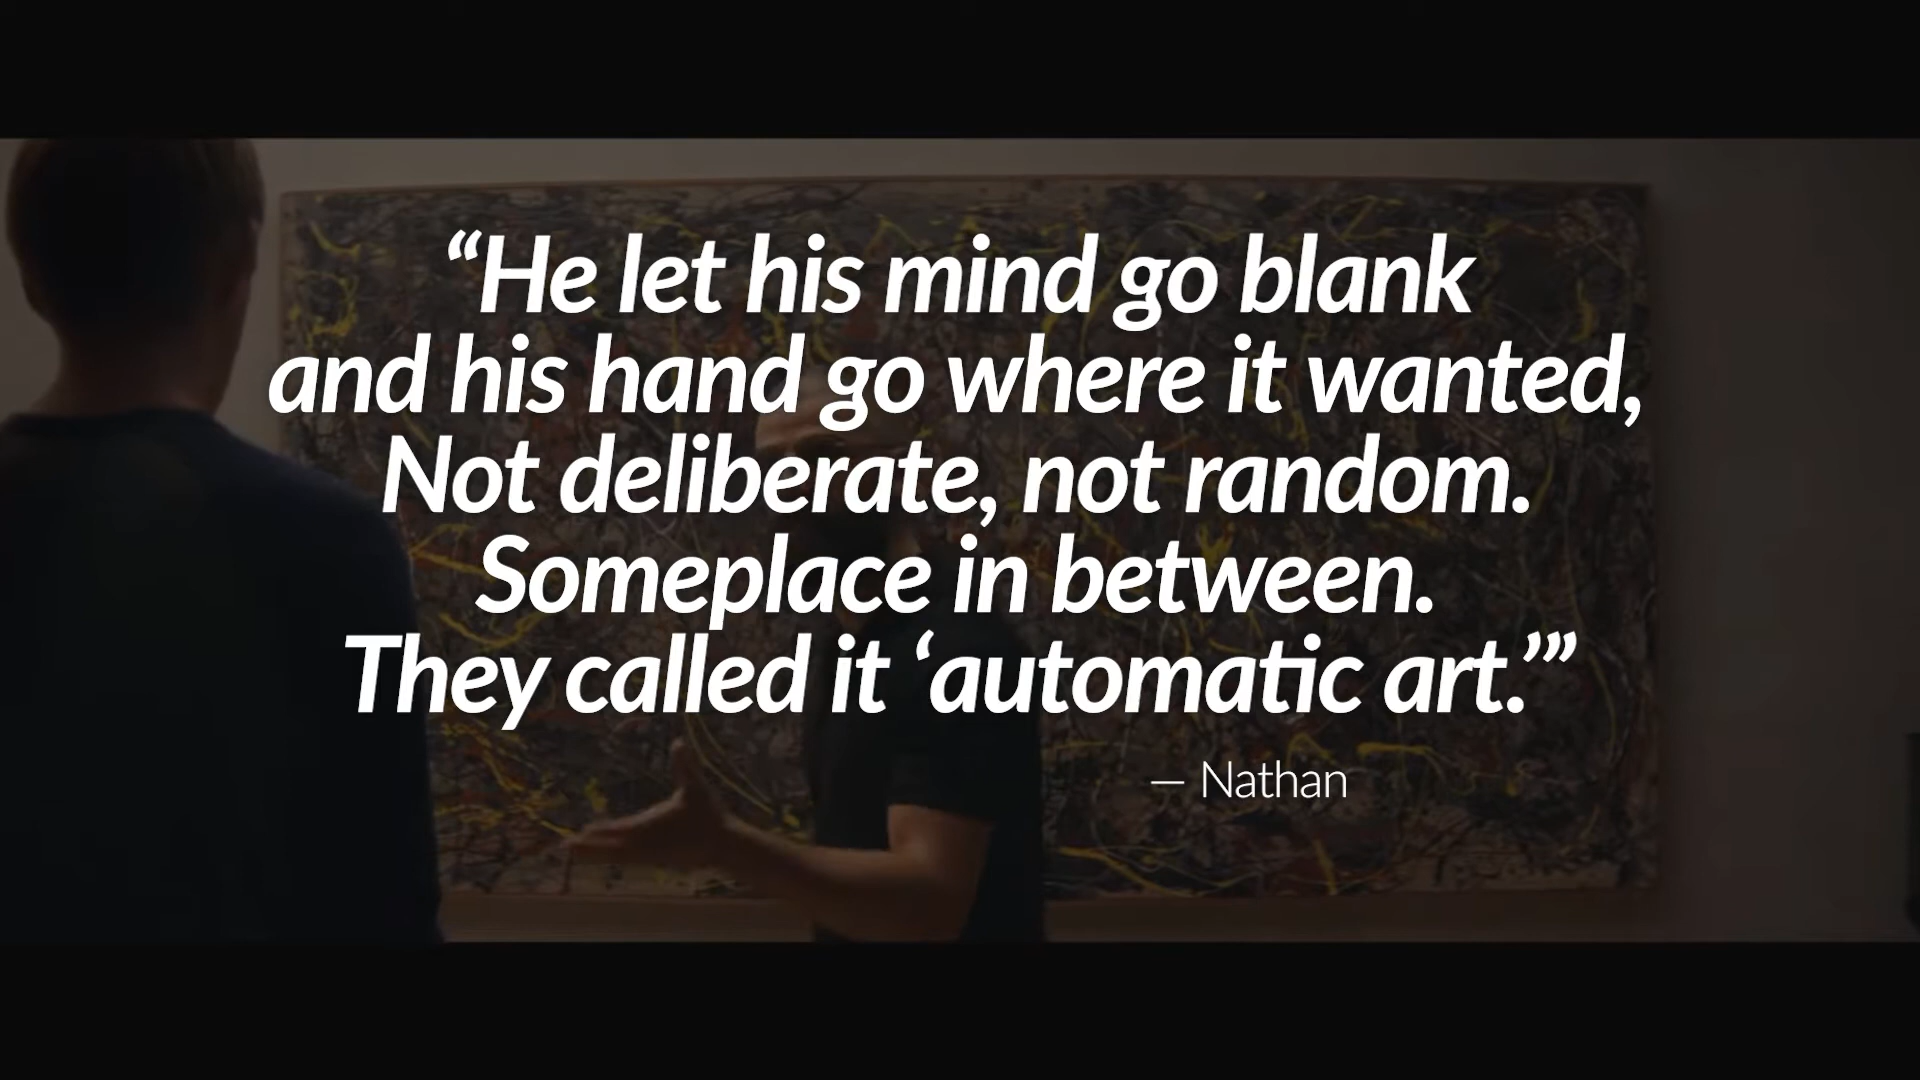 “He let his mind go blank
and his hand go where it wanted,
Not deliberate, not random.
Someplace in between.
They called it ‘automatic art.’”
— Nathan